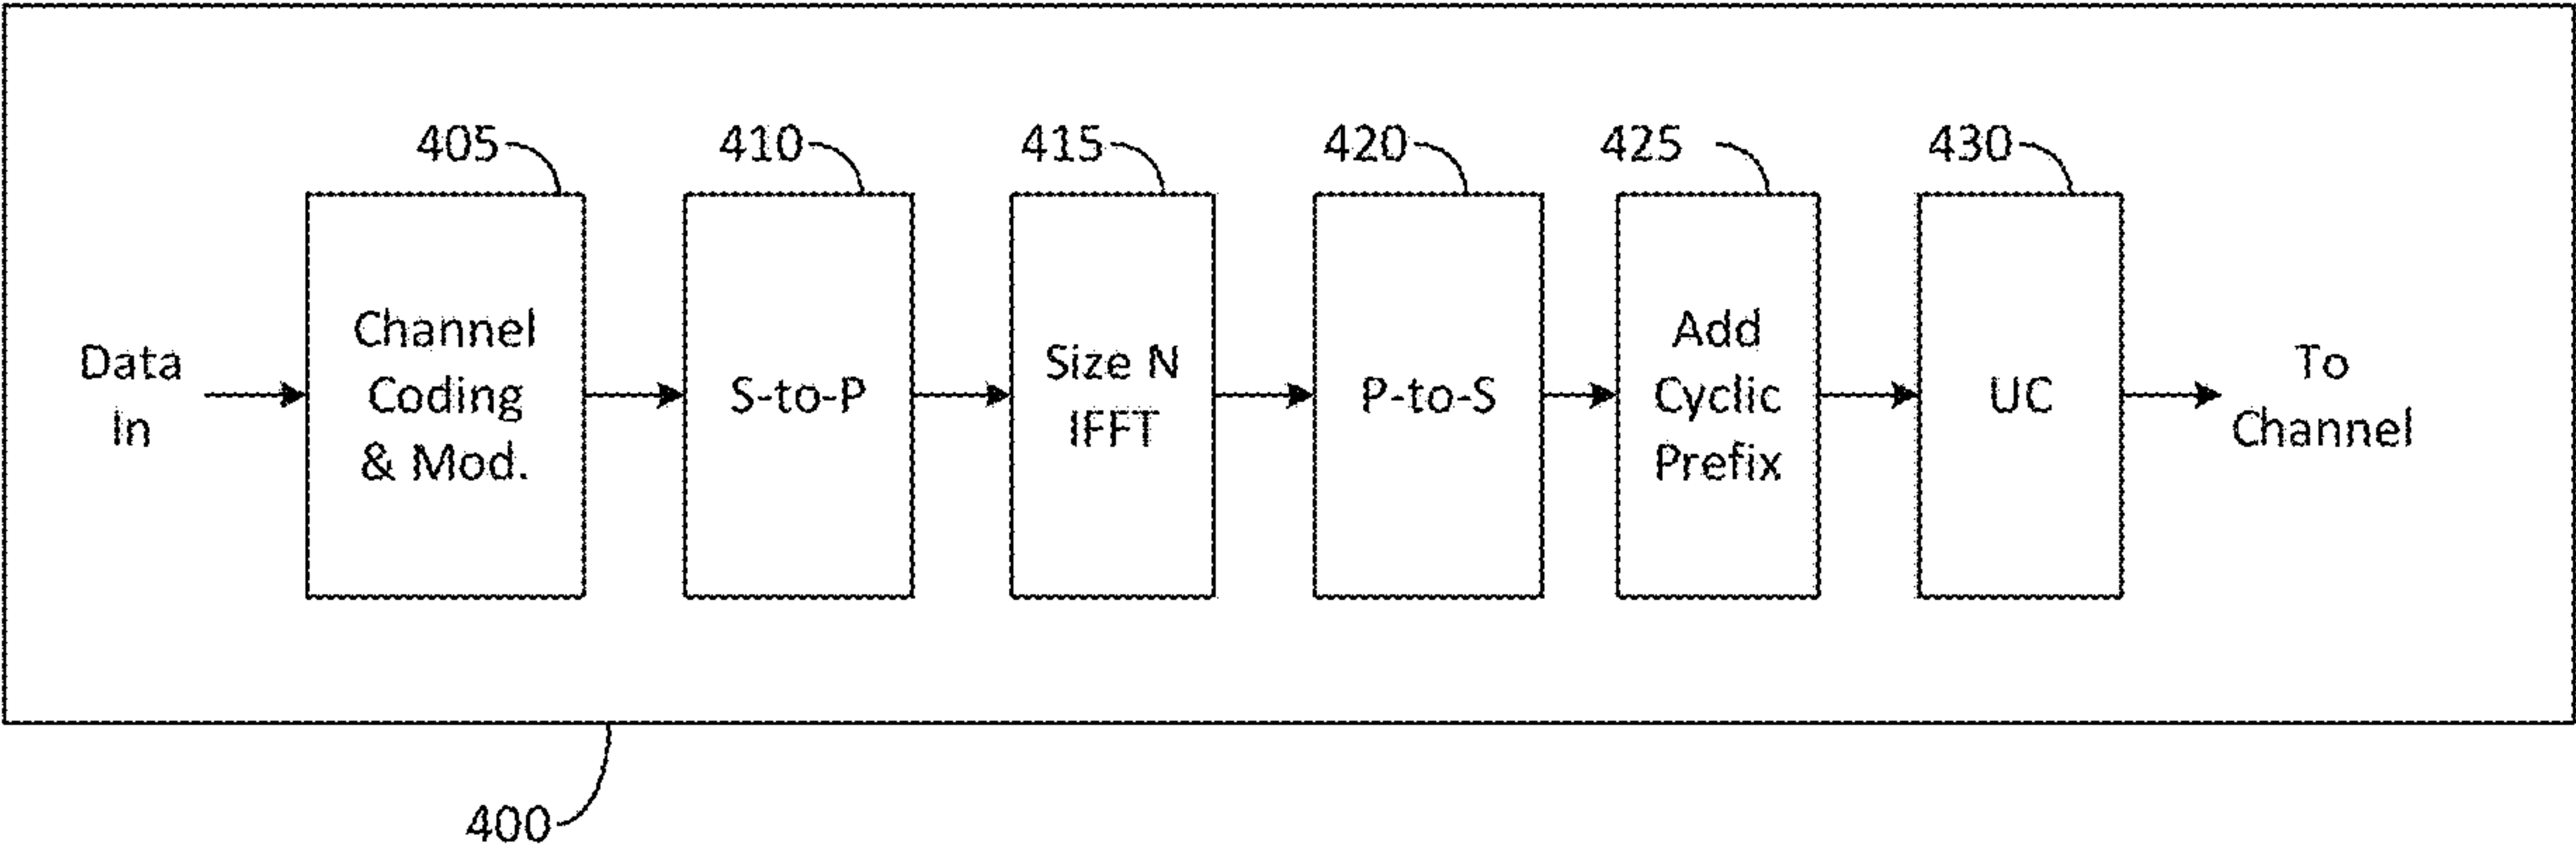 405
410
415
420
425
430
Data
In
Channel
Coding
& Mod.
S-to-P
Size N
IFFT
P-to-S
Add
Cyclic
Prefix
UC
To
Channel
400